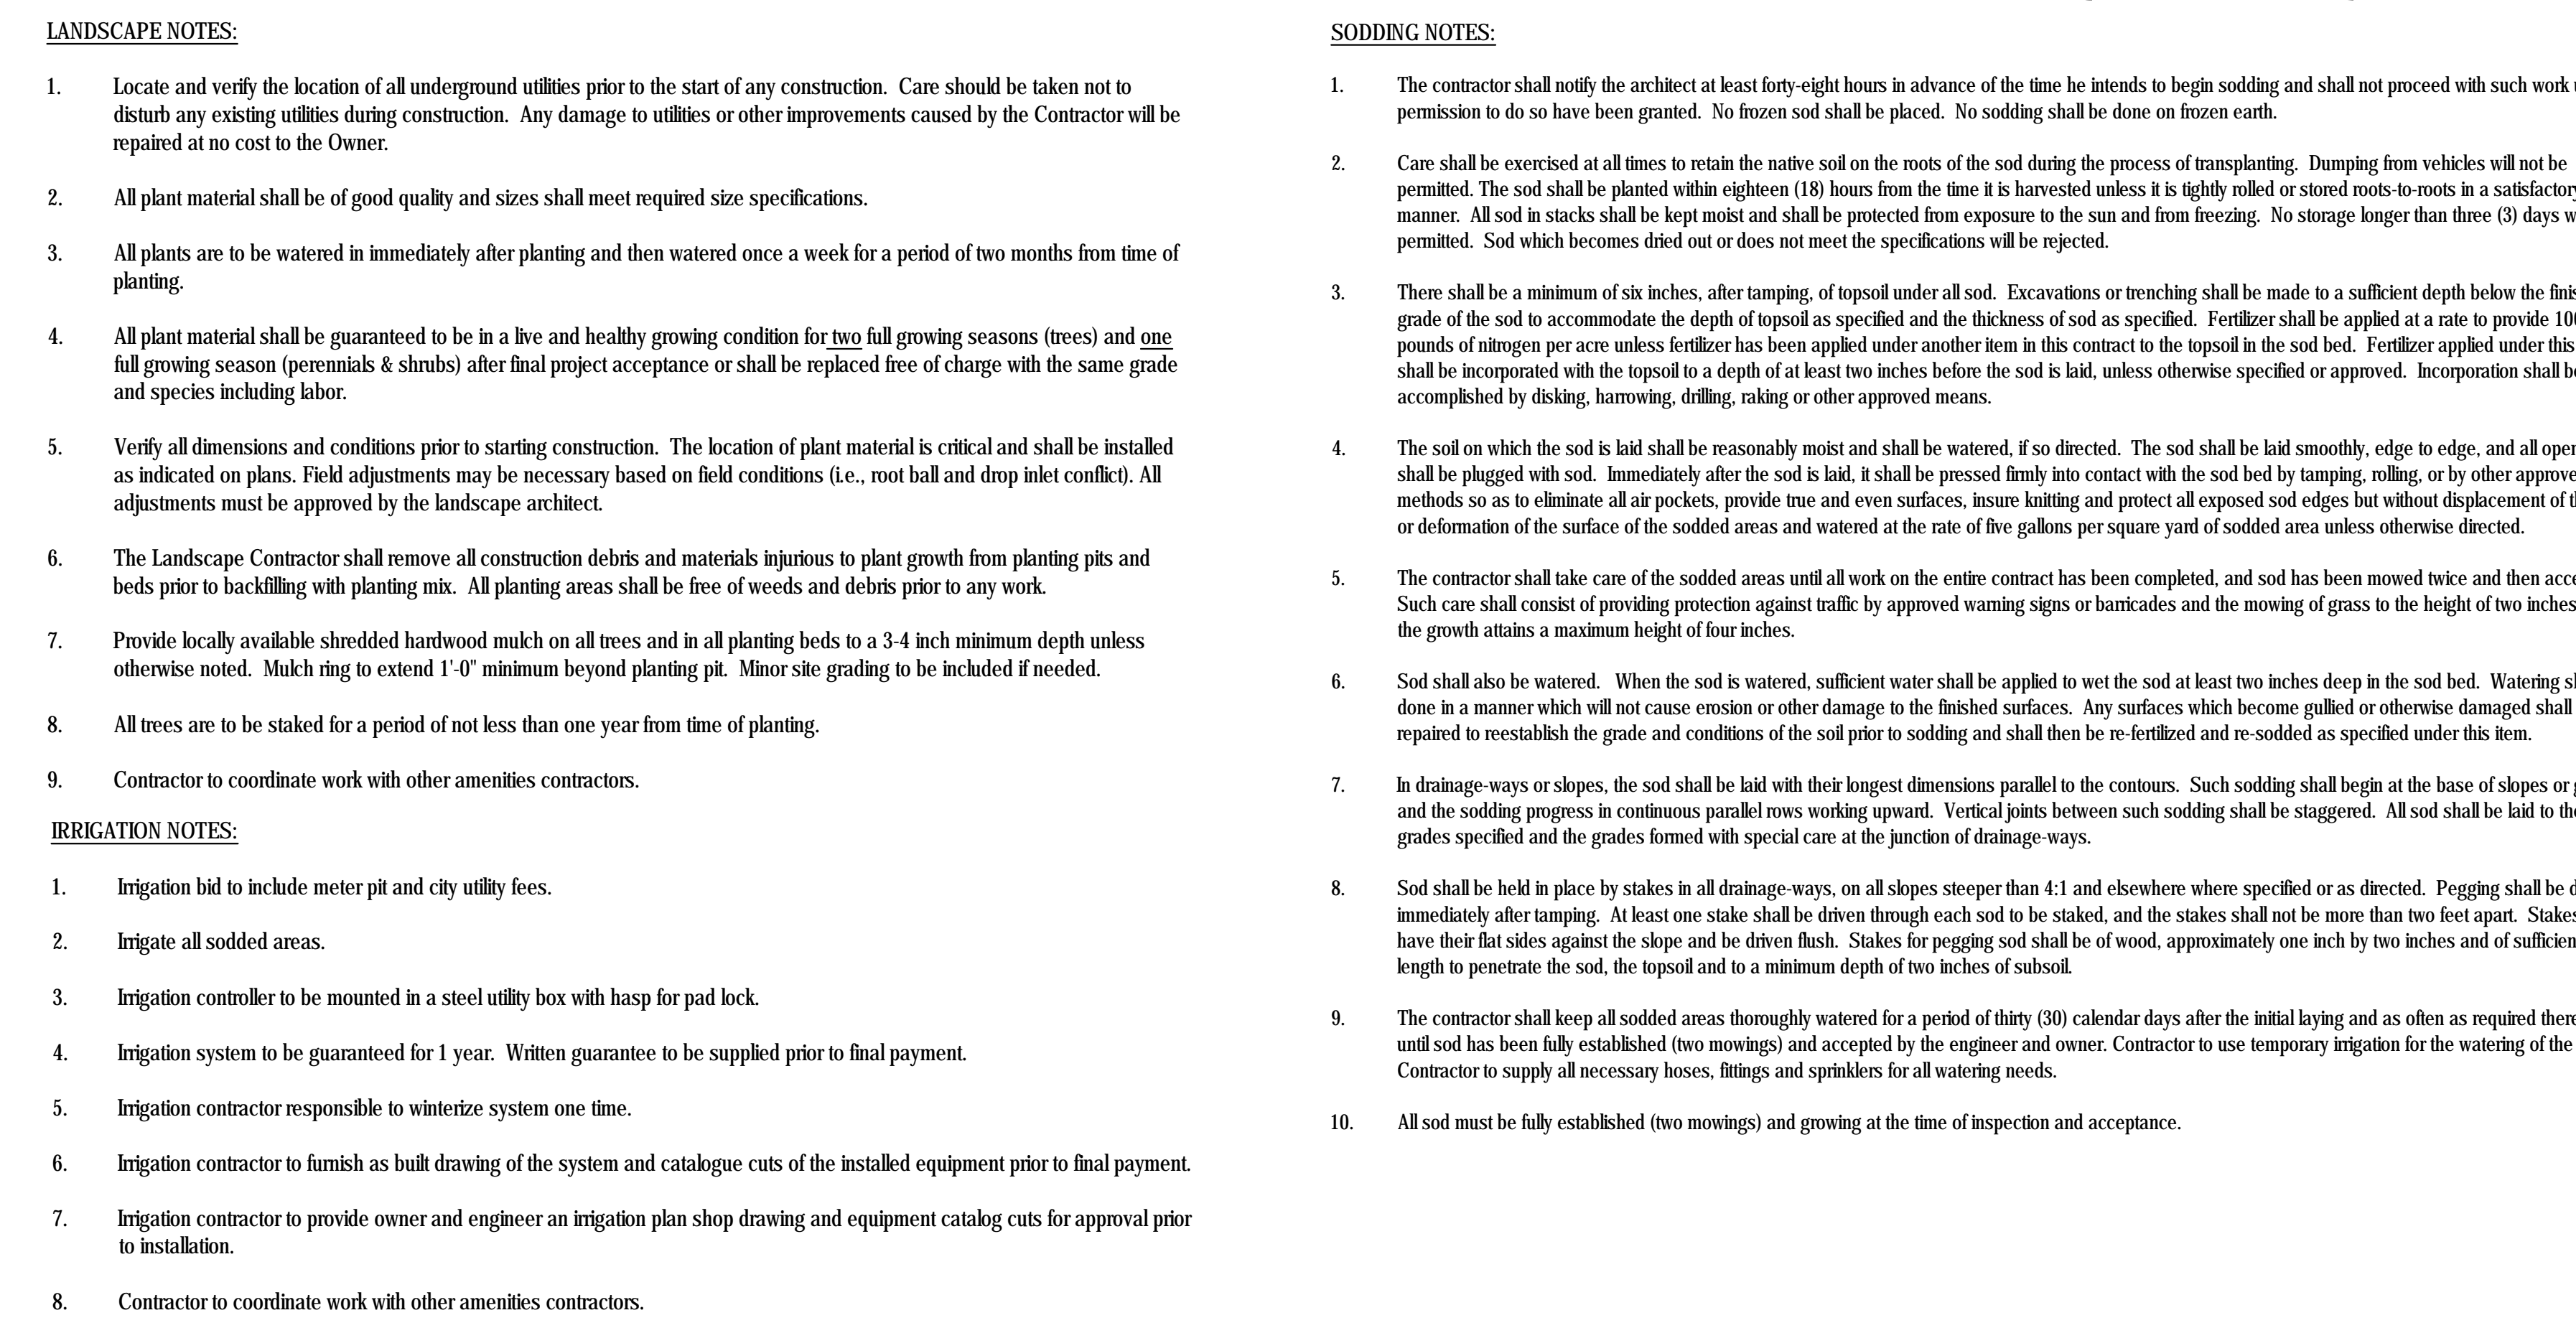 LANDSCAPE NOTES:
1. Locate and verify the location of all underground utilities prior to the start of any construction. Care should be taken not to
disturb any existing utilities during construction. Any damage to utilities or other improvements caused by the Contractor will be
repaired at no cost to the Owner.
2. All plant material shall be of good quality and sizes shall meet required size specifications.
3. All plants are to be watered in immediately after planting and then watered once a week for a period of two months from time of
planting.
4. All plant material shall be guaranteed to be in a live and healthy growing condition for two full growing seasons (trees) and one
full growing season (perennials & shrubs) after final project acceptance or shall be replaced free of charge with the same grade
and species including labor.
5. Verify all dimensions and conditions prior to starting construction. The location of plant material is critical and shall be installed
as indicated on plans. Field adjustments may be necessary based on field conditions (i.e., root ball and drop inlet conflict). All
adjustments must be approved by the landscape architect.
6. The Landscape Contractor shall remove all construction debris and materials injurious to plant growth from planting pits and
beds prior to backfilling with planting mix. All planting areas shall be free of weeds and debris prior to any work.
7. Provide locally available shredded hardwood mulch on all trees and in all planting beds to a 3-4 inch minimum depth unless
otherwise noted. Mulch ring to extend 1'-0" minimum beyond planting pit. Minor site grading to be included if needed.
8. All trees are to be staked for a period of not less than one year from time of planting.
9. Contractor to coordinate work with other amenities contractors.
IRRIGATION NOTES:
1. Irrigation bid to include meter pit and city utility fees.
2. Irrigate all sodded areas.
3. Irrigation controller to be mounted in a steel utility box with hasp for pad lock.
4. Irrigation system to be guaranteed for 1 year. Written guarantee to be supplied prior to final payment.
5. Irrigation contractor responsible to winterize system one time.
6. Irrigation contractor to furnish as built drawing of the system and catalogue cuts of the installed equipment prior to final payment.
7. Irrigation contractor to provide owner and engineer an irrigation plan shop drawing and equipment catalog cuts for approval prior
to installation.
8. Contractor to coordinate work with other amenities contractors.
SODDING NOTES:
1. The contractor shall notify the architect at least forty-eight hours in advance of the time he intends to begin sodding and shall not proceed with such work
permission to do so have been granted. No frozen sod shall be placed. No sodding shall be done on frozen earth.
2. Care shall be exercised at all times to retain the native soil on the roots of the sod during the process of transplanting. Dumping from vehicles will not be
permitted. The sod shall be planted within eighteen (18) hours from the time it is harvested unless it is tightly rolled or stored roots-to-roots in a satisfactory
manner. All sod in stacks shall be kept moist and shall be protected from exposure to the sun and from freezing. No storage longer than three (3) days
permitted. Sod which becomes dried out or does not meet the specifications will be rejected.
3. There shall be a minimum of six inches, after tamping, of topsoil under all sod. Excavations or trenching shall be made to a sufficient depth below the
grade of the sod to accommodate the depth of topsoil as specified and the thickness of sod as specified. Fertilizer shall be applied at a rate to provide
pounds of nitrogen per acre unless fertilizer has been applied under another item in this contract to the topsoil in the sod bed. Fertilizer applied under this
shall be incorporated with the topsoil to a depth of at least two inches before the sod is laid, unless otherwise specified or approved. Incorporation shall
accomplished by disking, harrowing, drilling, raking or other approved means.
4. The soil on which the sod is laid shall be reasonably moist and shall be watered, if so directed. The sod shall be laid smoothly, edge to edge, and all
shall be plugged with sod. Immediately after the sod is laid, it shall be pressed firmly into contact with the sod bed by tamping, rolling, or by other
methods so as to eliminate all air pockets, provide true and even surfaces, insure knitting and protect all exposed sod edges but without displacement of
or deformation of the surface of the sodded areas and watered at the rate of five gallons per square yard of sodded area unless otherwise directed.
5. The contractor shall take care of the sodded areas until all work on the entire contract has been completed, and sod has been mowed twice and then
Such care shall consist of providing protection against traffic by approved warning signs or barricades and the mowing of grass to the height of two inches
the growth attains a maximum height of four inches.
6. Sod shall also be watered. When the sod is watered, sufficient water shall be applied to wet the sod at least two inches deep in the sod bed. Watering
done in a manner which will not cause erosion or other damage to the finished surfaces. Any surfaces which become gullied or otherwise damaged shall
repaired to reestablish the grade and conditions of the soil prior to sodding and shall then be re-fertilized and re-sodded as specified under this item.
7. In drainage-ways or slopes, the sod shall be laid with their longest dimensions parallel to the contours. Such sodding shall begin at the base of slopes or
and the sodding progress in continuous parallel rows working upward. Vertical joints between such sodding shall be staggered. All sod shall be laid to
grades specified and the grades formed with special care at the junction of drainage-ways.
8. Sod shall be held in place by stakes in all drainage-ways, on all slopes steeper than 4:1 and elsewhere where specified or as directed. Pegging shall be
immediately after tamping. At least one stake shall be driven through each sod to be staked, and the stakes shall not be more than two feet apart. Stakes
have their flat sides against the slope and be driven flush. Stakes for pegging sod shall be of wood, approximately one inch by two inches and of
length to penetrate the sod, the topsoil and to a minimum depth of two inches of subsoil.
9. The contractor shall keep all sodded areas thoroughly watered for a period of thirty (30) calendar days after the initial laying and as often as required
until sod has been fully established (two mowings) and accepted by the engineer and owner. Contractor to use temporary irrigation for the watering of the
Contractor to supply all necessary hoses, fittings and sprinklers for all watering needs.
10. All sod must be fully established (two mowings) and growing at the time of inspection and acceptance.